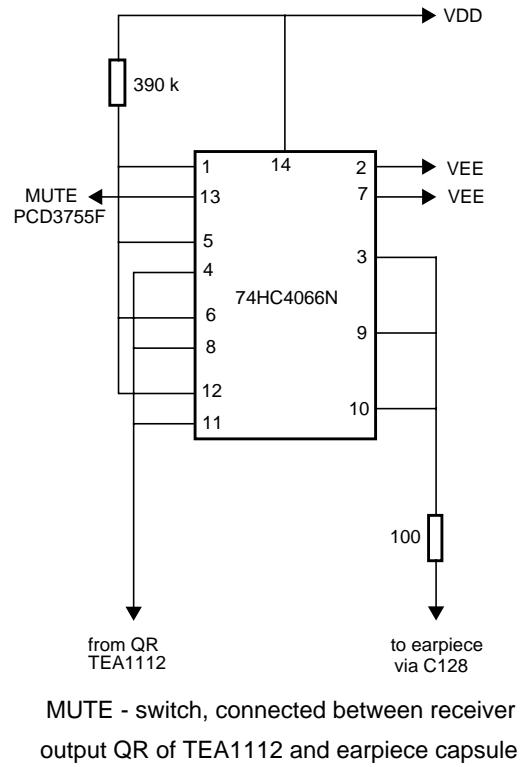 VDD
390 k
1
14
2
VEE
MUTE
PCD3755F
13
7
VEE
5
3
4
74HC4066N
6
9
8
12
10
11
100
from QR
TEA1112
to earpiece
via C128
MUTE - switch, connected between receiver
output QR of TEA1112 and earpiece capsule